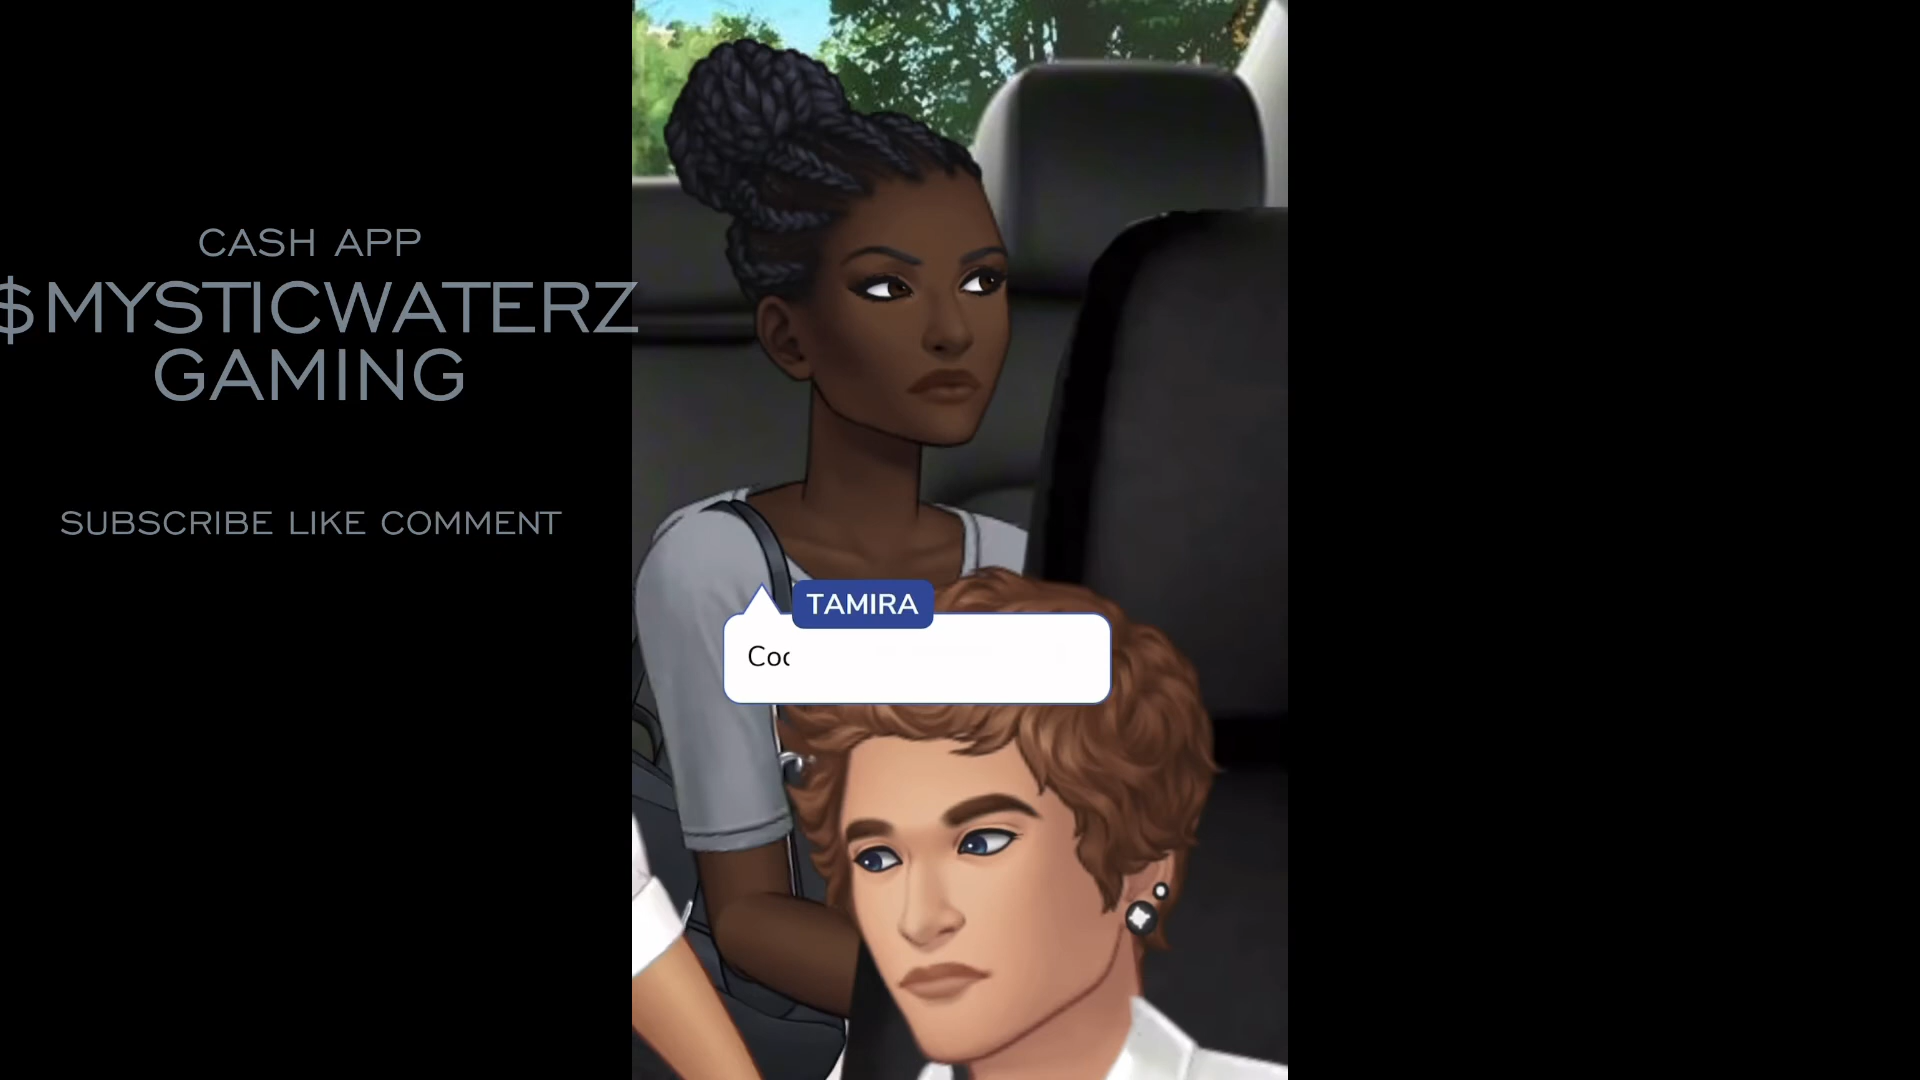 CASH APP
$MYSTICWATERZ
GAMING
SUBSCRIBE LIKE COMMENT
TAMIRA